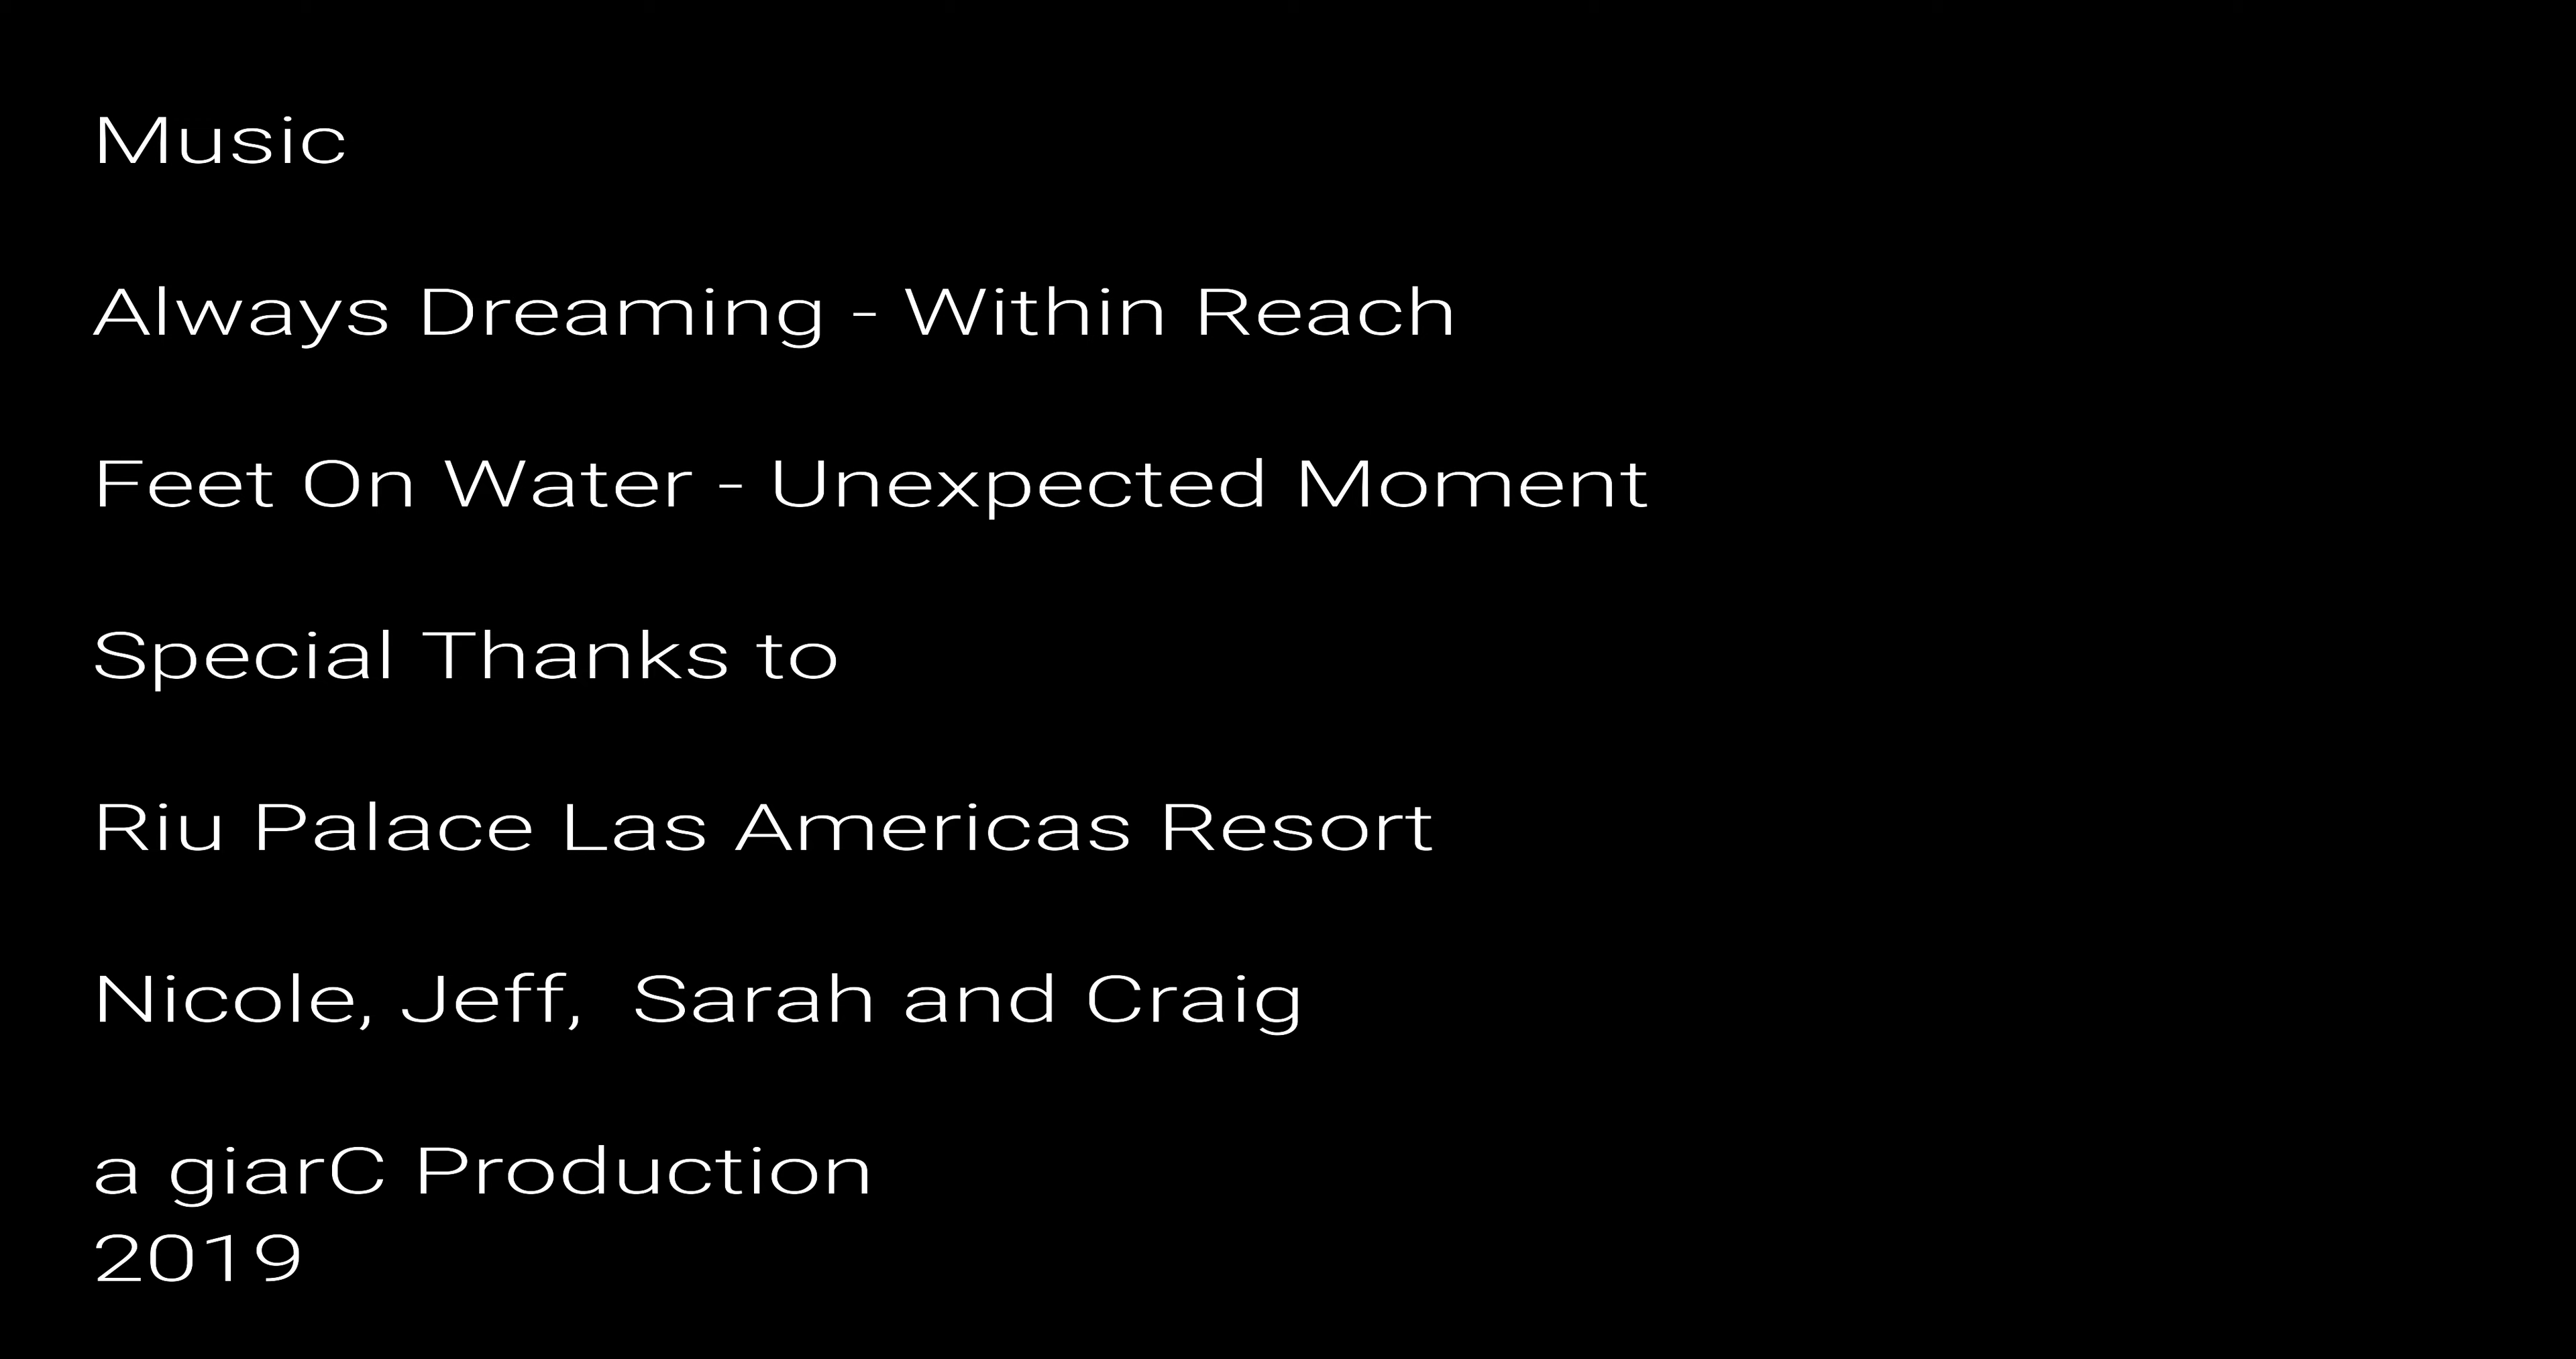 Music
Always Dreaming - Within Reach
Feet On Water - Unexpected Moment
Special Thanks to
Riu Palace Las Americas Resort
Nicole, Jeff,  Sarah and Craig
a giarC Production
2019